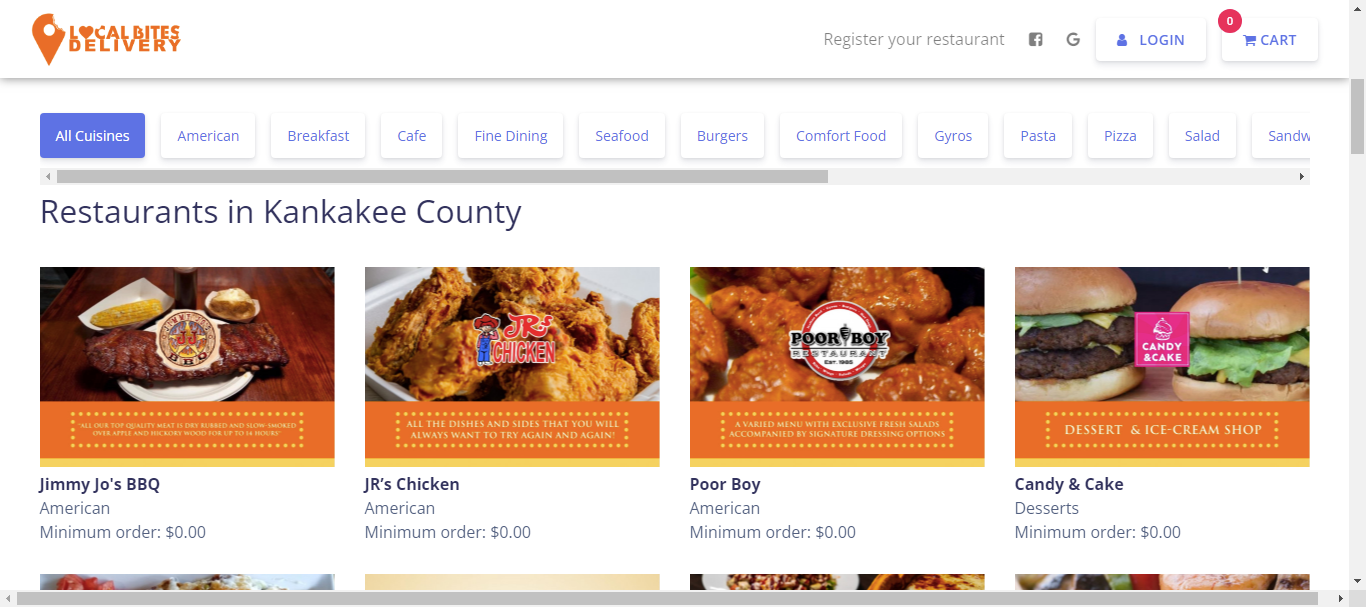 LOCAL BITES
DELIVERY
Register your restaurant
LOGIN
0
CART
All Cuisines
American
Breakfast
Cafe
Fine Dining
Seafood
Burgers
Comfort Food
Gyros
Pasta
Pizza
Salad
Sandw
Restaurants in Kankakee County
BBQ
"ALL OUR TOP QUALITY MEAT IS DRY RUBBED AND SLOW-SMOKED
OVER APPLE AND HICKORY WOOD FOR UP TO 14 HOURS"
Jimmy Jo's BBQ
American
Minimum order: $0.00
JR's
CHICKEN
ALL THE DISHES AND SIDES THAT YOU WILL
ALWAYS WANT TO TRY AGAIN AND AGAIN!
JR’s Chicken
American
Minimum order: $0.00
POOR BOY
RESTAURANT
EST. 1985
A VARIED MENU WITH EXCLUSIVE FRESH SALADS
ACCOMPANIED BY SIGNATURE DRESSING OPTIONS
Poor Boy
American
Minimum order: $0.00
CANDY
&CAKE
DESSERT & ICE-CREAM SHOP
Candy & Cake
Desserts
Minimum order: $0.00